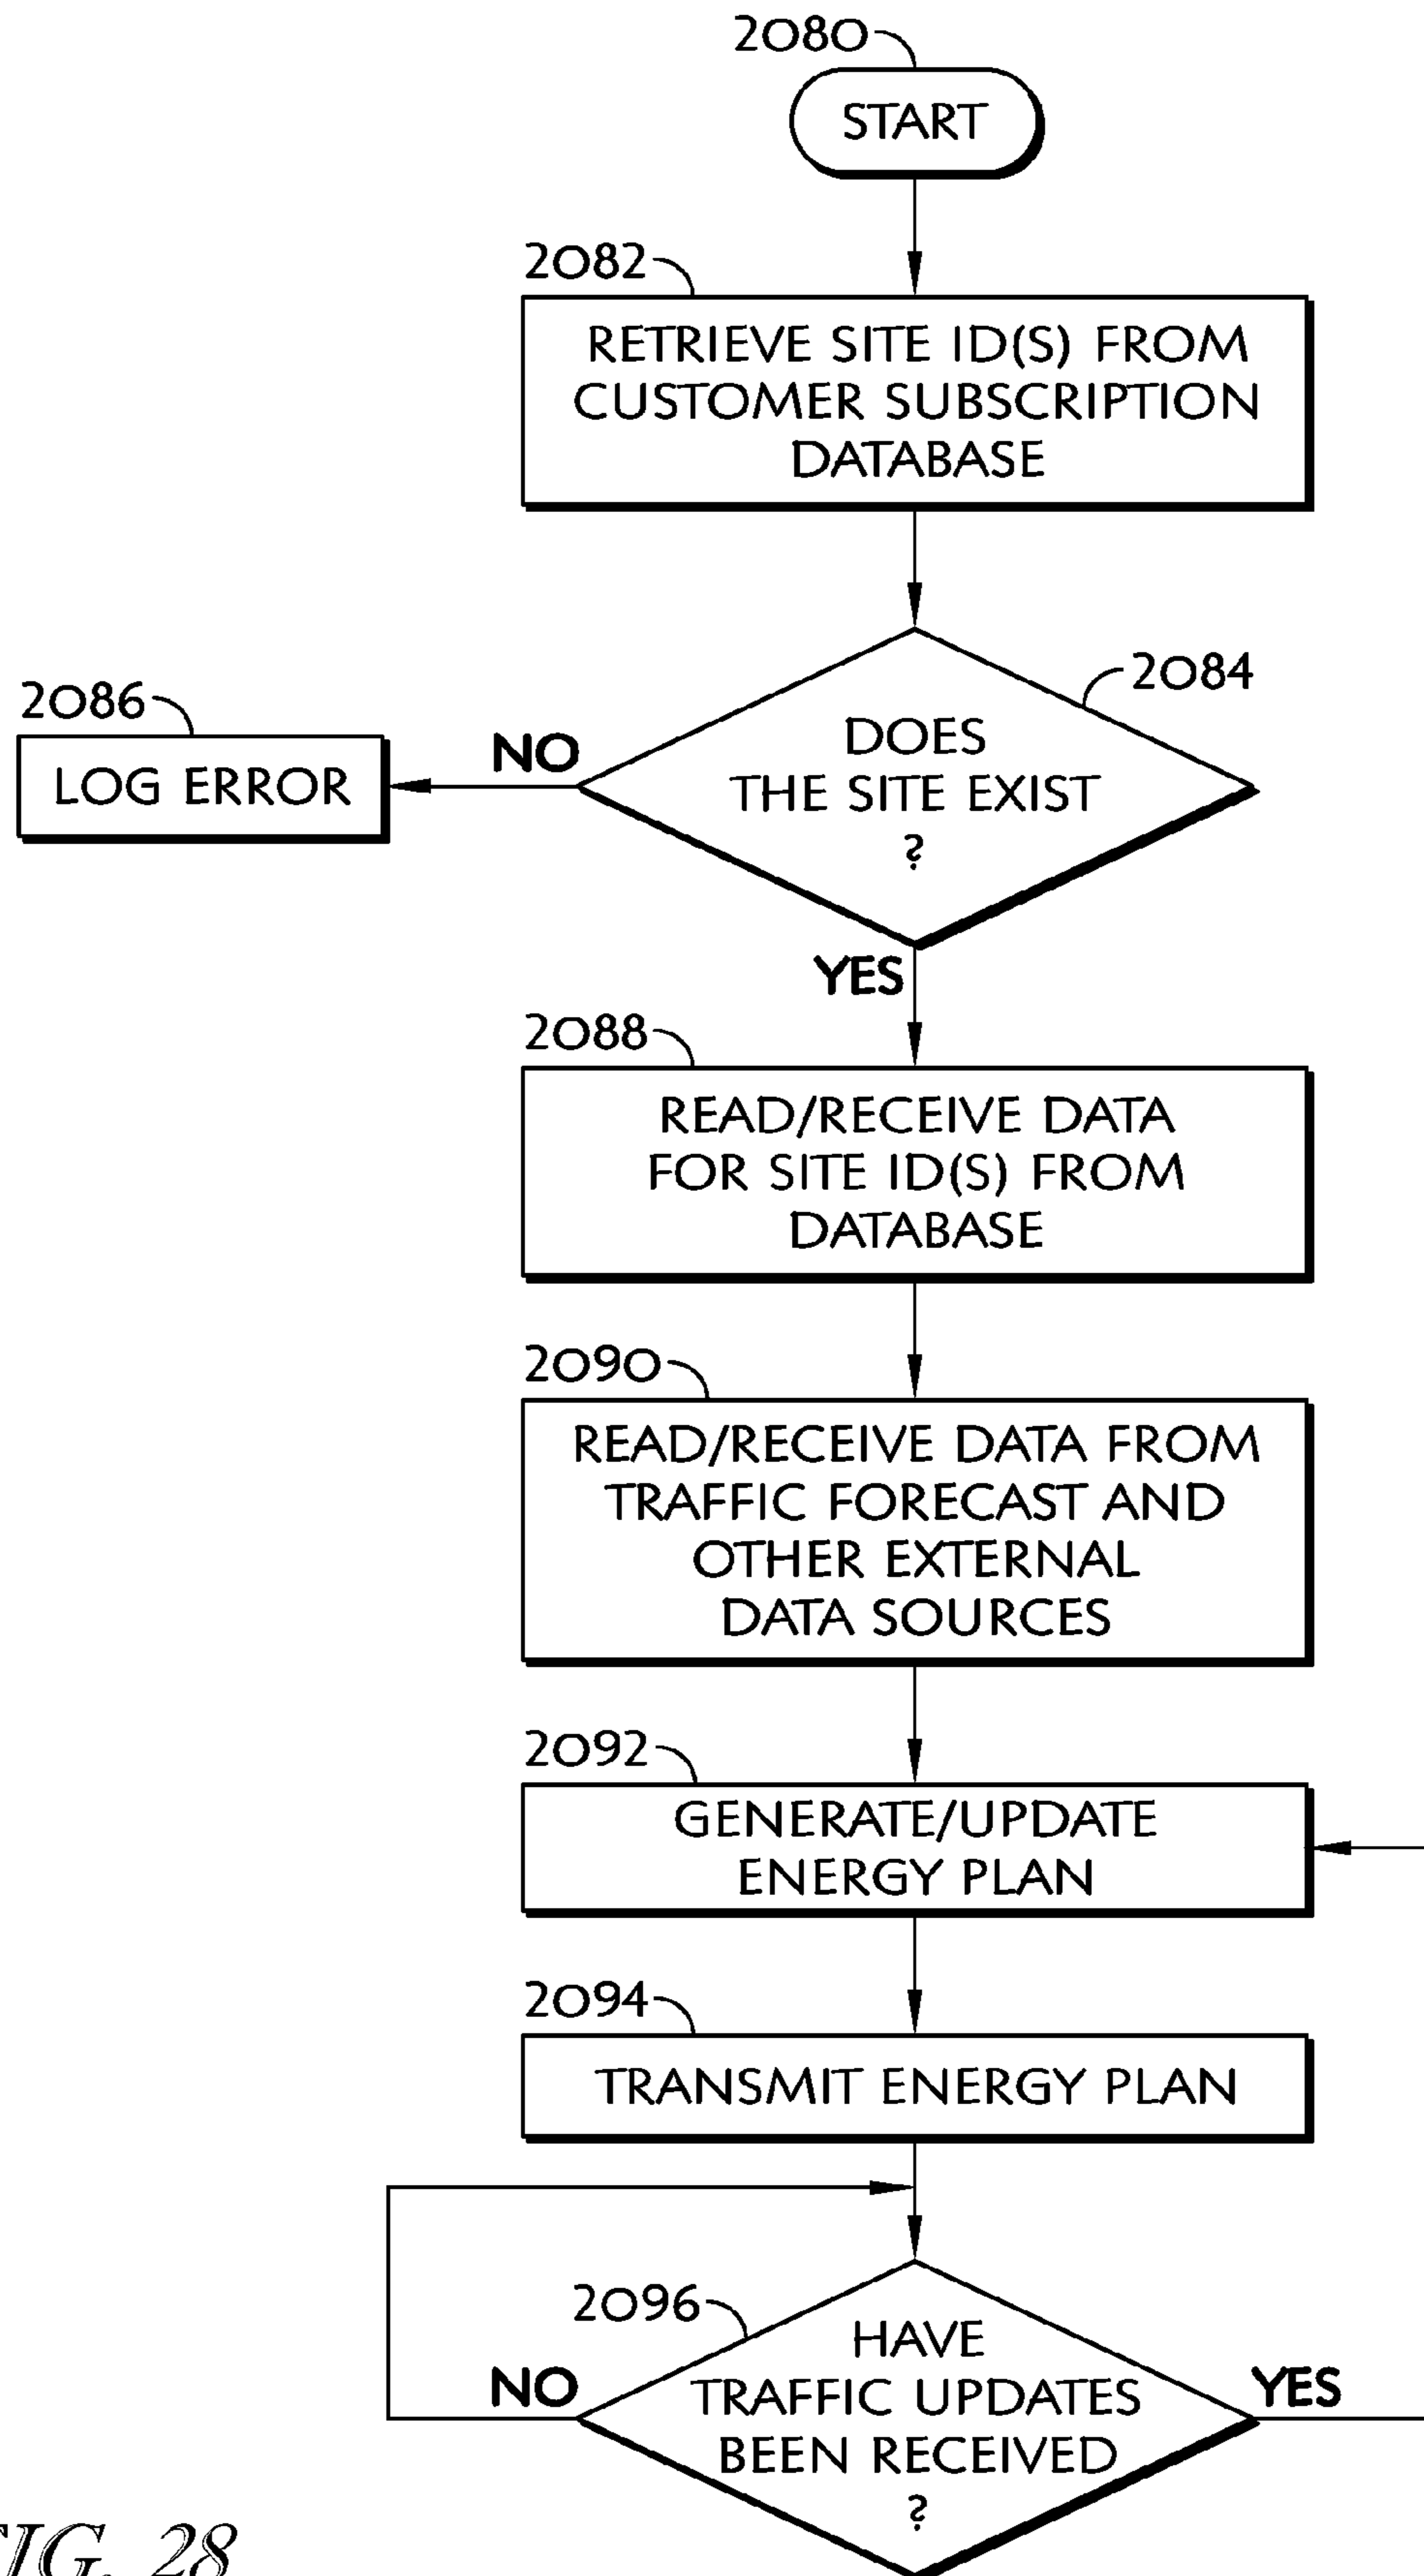 2080
START
2082
RETRIEVE SITE ID(S) FROM
CUSTOMER SUBSCRIPTION
DATABASE
2084
DOES
THE SITE EXIST
?
NO
2086
LOG ERROR
YES
2088
READ/RECEIVE DATA
FOR SITE ID(S) FROM
DATABASE
2090
READ/RECEIVE DATA FROM
TRAFFIC FORECAST AND
OTHER EXTERNAL
DATA SOURCES
2092
GENERATE/UPDATE
ENERGY PLAN
2094
TRANSMIT ENERGY PLAN
2096
HAVE
TRAFFIC UPDATES
BEEN RECEIVED
?
NO
YES
IG. 28